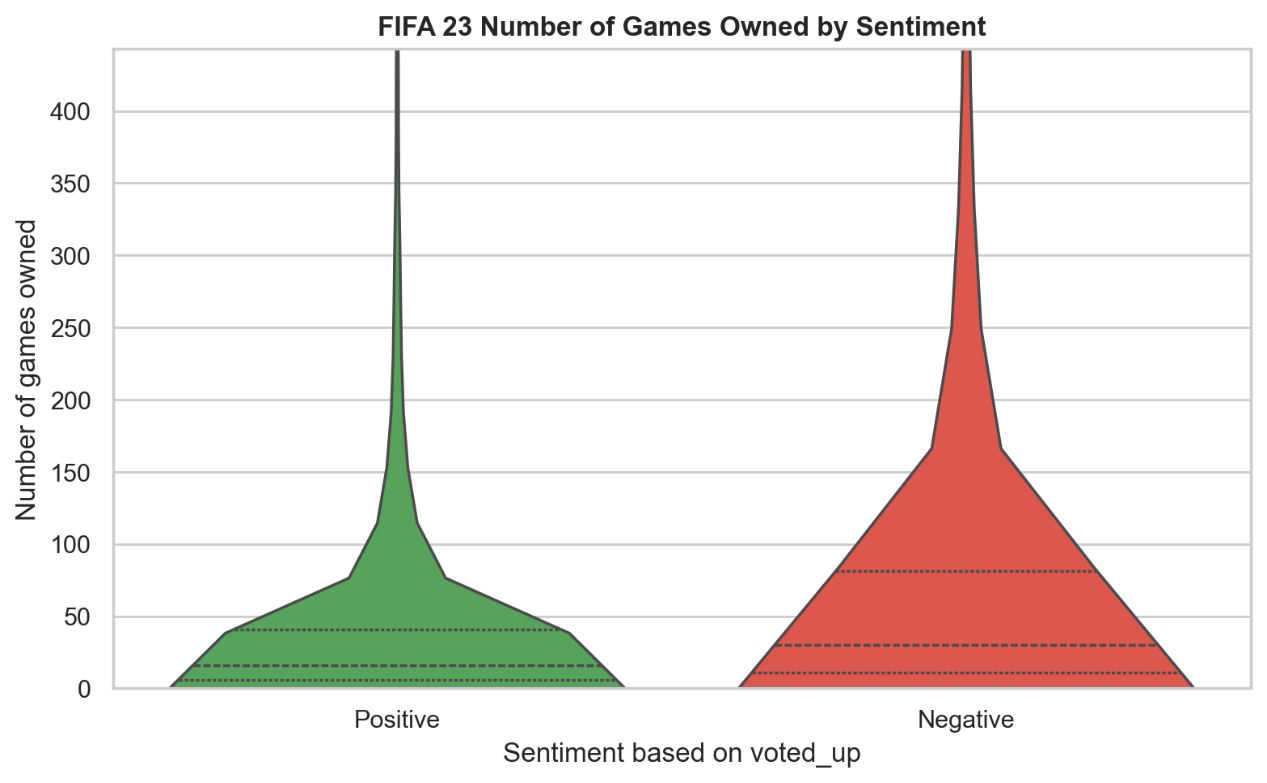 FIFA 23 Number of Games Owned by Sentiment
Number of games owned
400
350
300
250
200
150
100
50
0
Positive
Negative
Sentiment based on voted_up